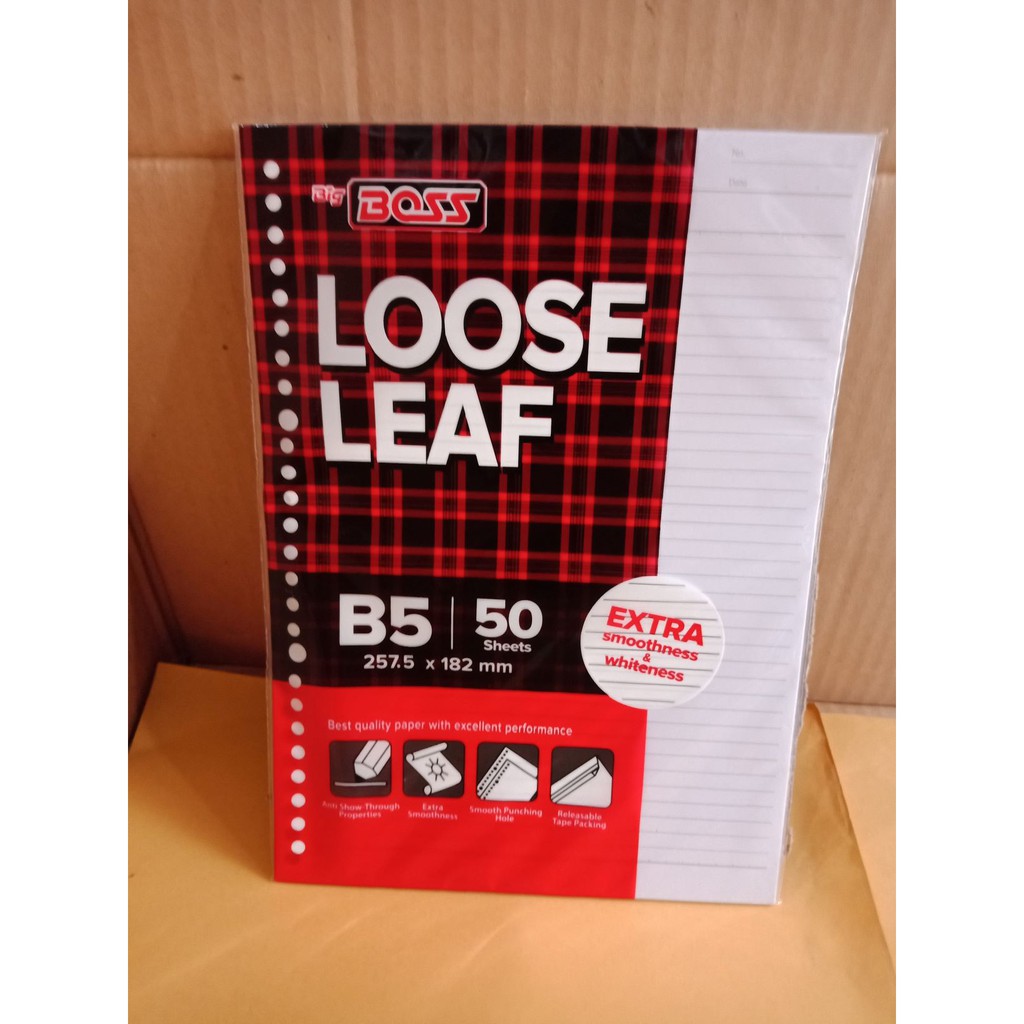 No.
Date
Big BOSS
LOOSE
LEAF
B5 | 50
Sheets
257.5 x 182 mm
EXTRA
smoothness
&
whiteness
Best quality paper with excellent performance
Anti Show-Through
Properties
Extra
Smoothness
Smooth Punching
Hole
Releasable
Tape Packing